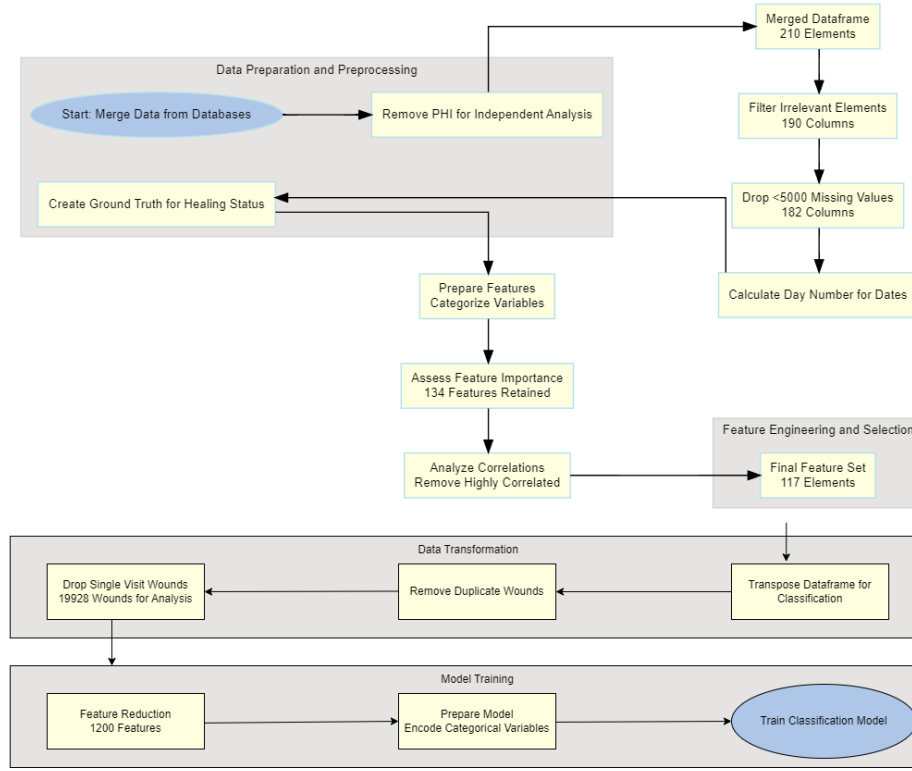 Merged Dataframe
210 Elements
Data Preparation and Preprocessing
Start: Merge Data from Databases
Remove PHI for Independent Analysis
Filter Irrelevant Elements
190 Columns
Create Ground Truth for Healing Status
Drop <5000 Missing Values
182 Columns
Prepare Features
Categorize Variables
Calculate Day Number for Dates
Assess Feature Importance
134 Features Retained
Feature Engineering and Selection
Analyze Correlations
Remove Highly Correlated
Final Feature Set
117 Elements
Data Transformation
Drop Single Visit Wounds
19928 Wounds for Analysis
Remove Duplicate Wounds
Transpose Dataframe for
Classification
Model Training
Feature Reduction
1200 Features
Prepare Model
Encode Categorical Variables
Train Classification Model